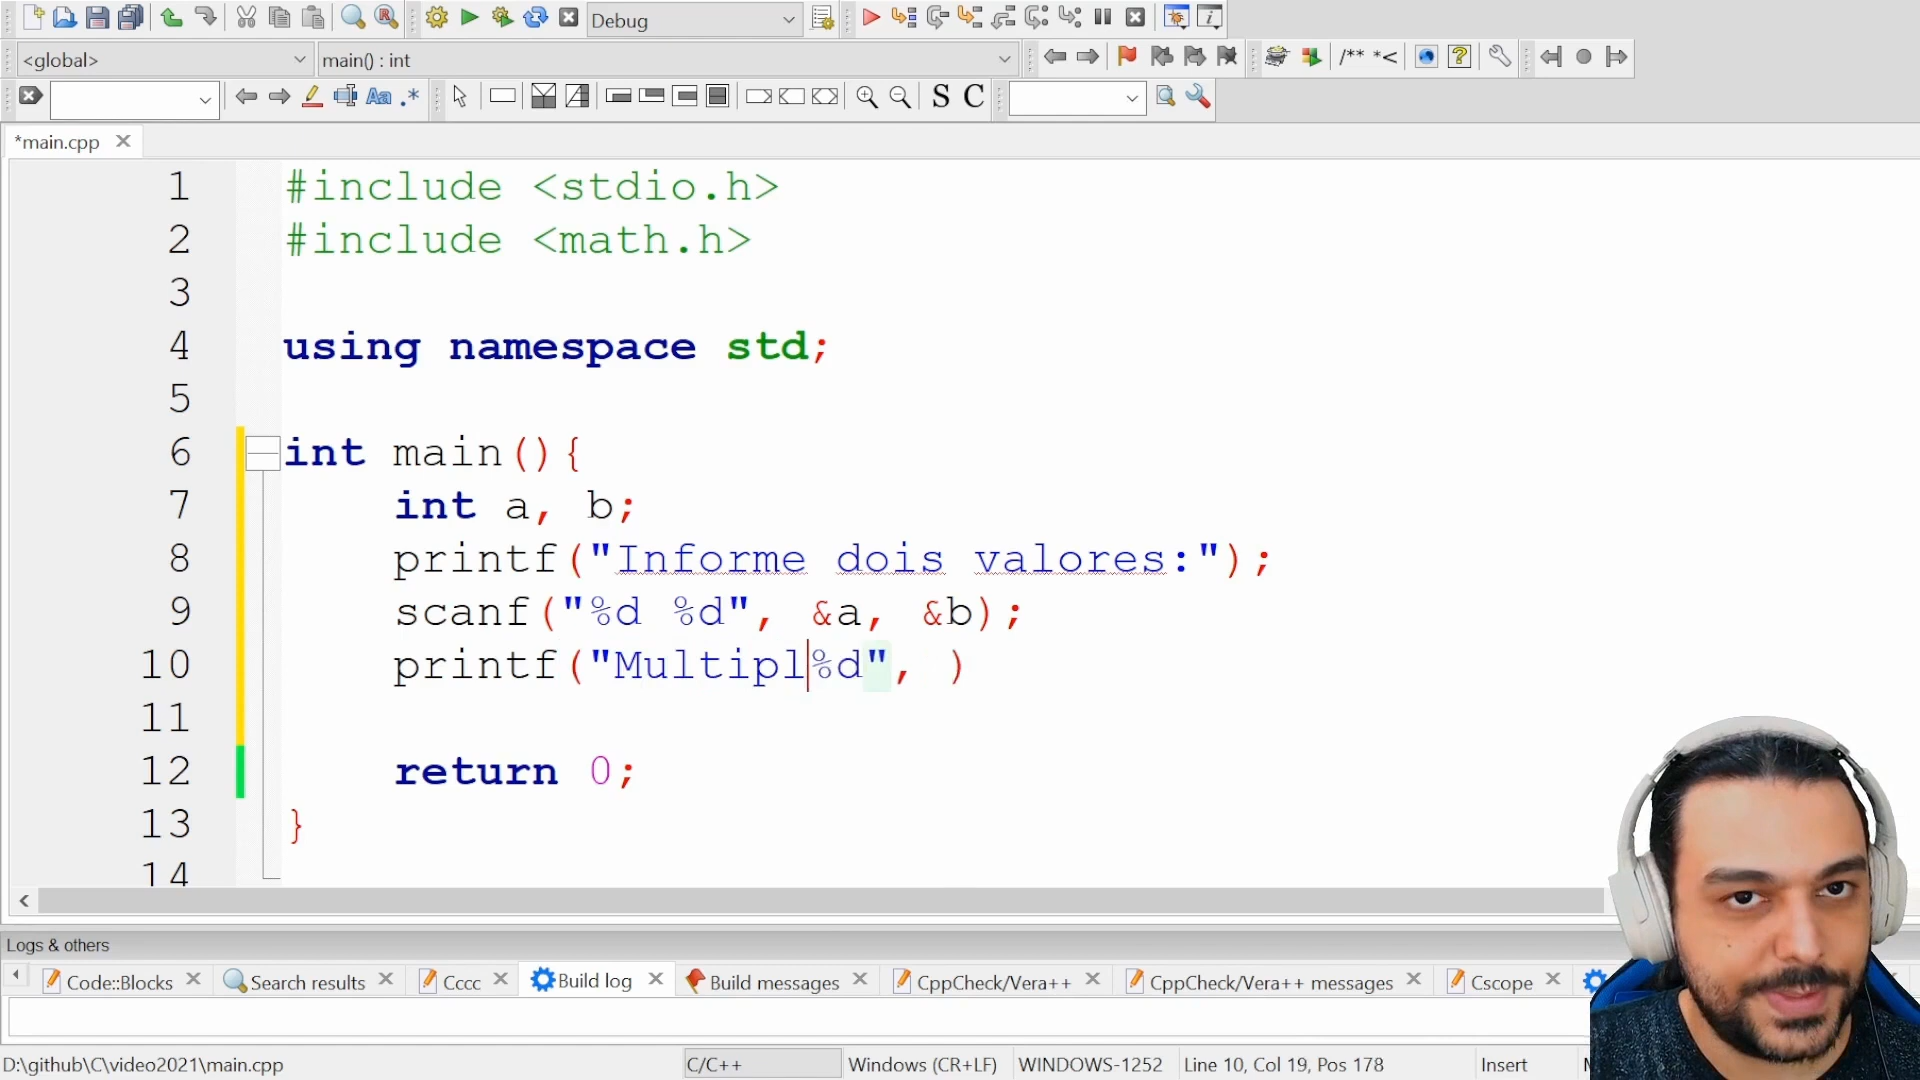 Debug
<global>
main() : int
/** *<
Aa .*
S C
*main.cpp
1 #include <stdio.h>
2 #include <math.h>
3
4 using namespace std;
5
6 int main(){
7 int a, b;
8 printf("Informe dois valores:");
9 scanf("%d %d", &a, &b);
10 printf("Multipl%d", )
11
12 return 0;
13 }
14
Logs & others
Code::Blocks Search results Cccc Build log Build messages CppCheck/Vera++ CppCheck/Vera++ messages Cscope
D:\github\C\video2021\main.cpp C/C++ Windows (CR+LF) WINDOWS-1252 Line 10, Col 19, Pos 178 Insert